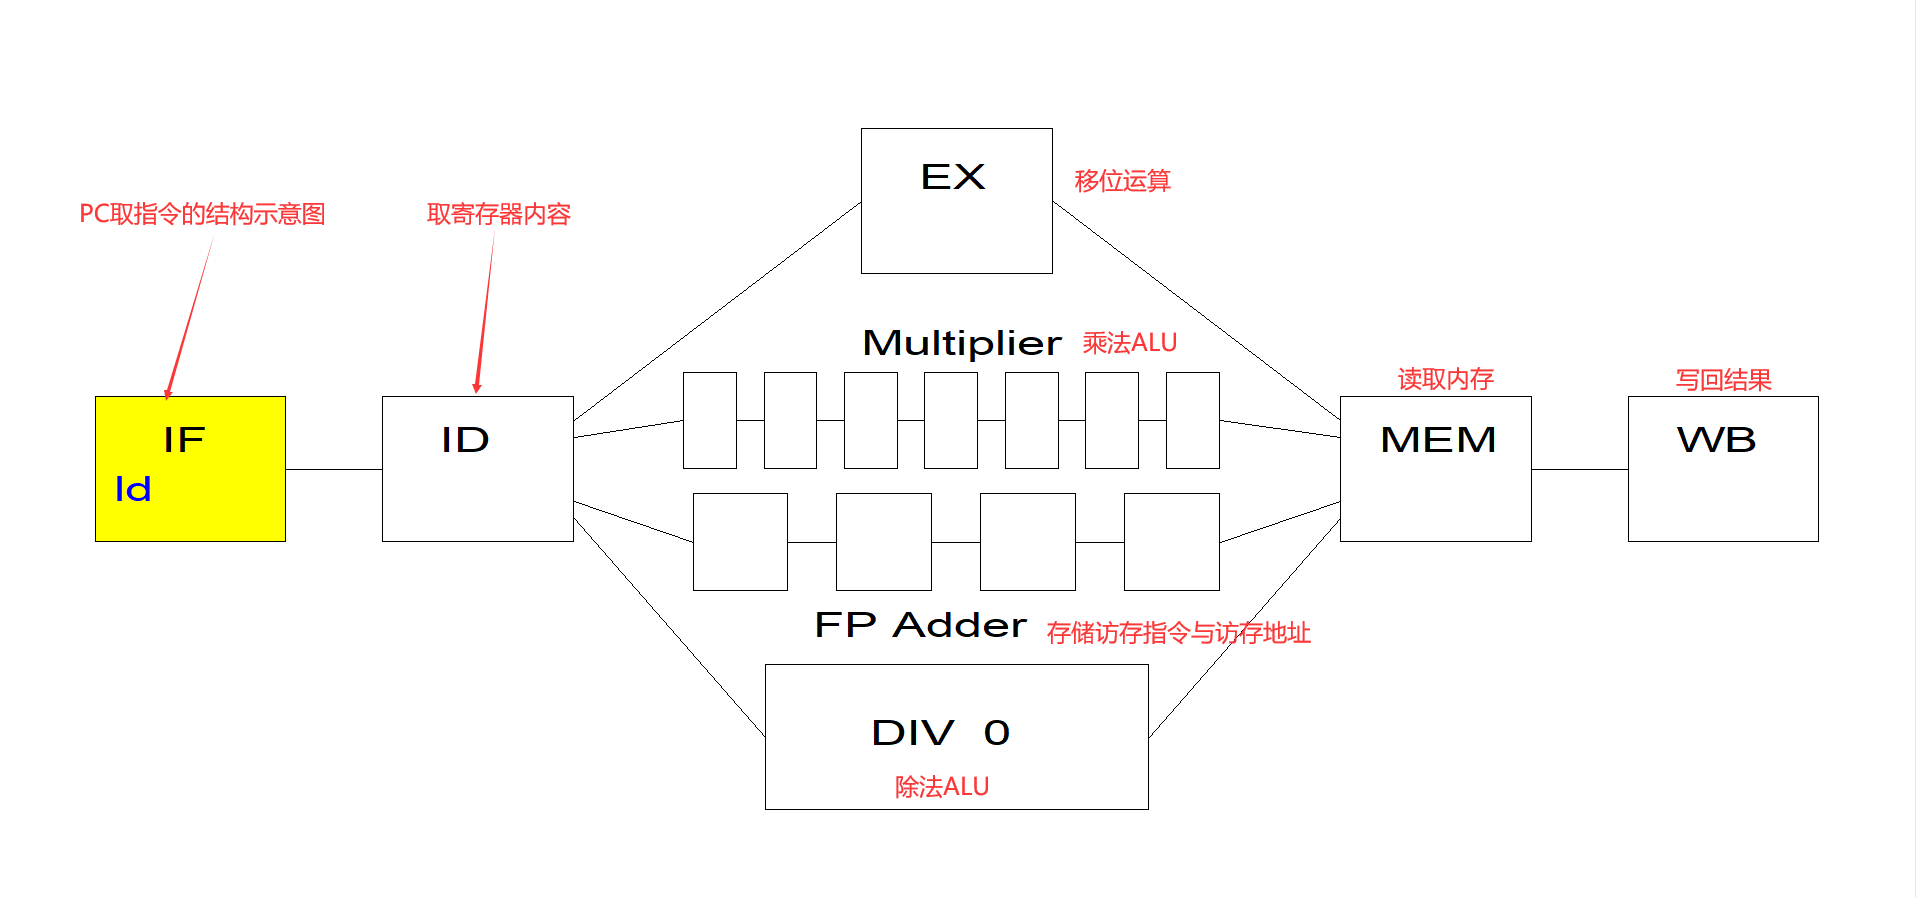 EX
移位运算
PC取指令的结构示意图
取寄存器内容
Multiplier
乘法ALU
读取内存
写回结果
IF
ld
ID
MEM
WB
FP Adder
存储访存指令与访存地址
DIV 0
除法ALU